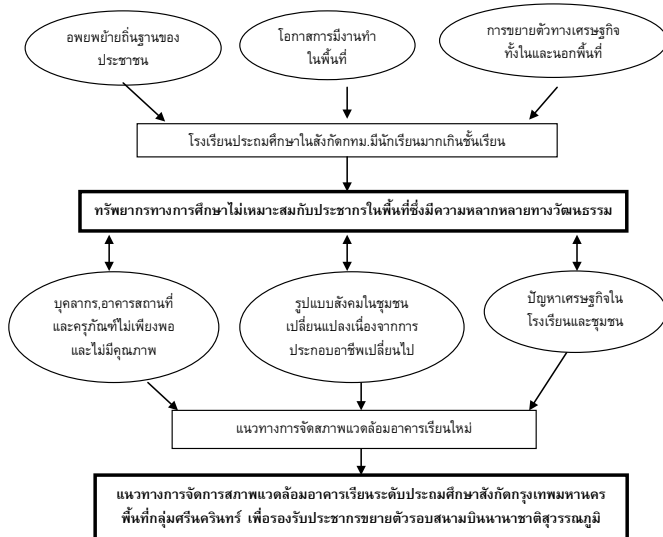 อพยพย้ายถิ่นฐานของ
ประชาชน
โอกาสการมีงานทำ
ในพื้นที่
การขยายตัวทางเศรษฐกิจ
ทั้งในและนอกพื้นที่
โรงเรียนประถมศึกษาในสังกัดกทม.มีนักเรียนมากเกินชั้นเรียน
ทรัพยากรทางการศึกษาไม่เหมาะสมกับประชากรในพื้นที่ซึ่งมีความหลากหลายทางวัฒนธรรม
บุคลากร,อาคารสถานที่
และครุภัณฑ์ไม่เพียงพอ
และไม่มีคุณภาพ
รูปแบบสังคมในชุมชน
เปลี่ยนแปลงเนื่องจากการ
ประกอบอาชีพเปลี่ยนไป
ปัญหาเศรษฐกิจใน
โรงเรียนและชุมชน
แนวทางการจัดสภาพแวดล้อมอาคารเรียนใหม่
แนวทางการจัดการสภาพแวดล้อมอาคารเรียนระดับประถมศึกษาสังกัดกรุงเทพมหานคร
พื้นที่กลุ่มศรีนครินทร์ เพื่อรองรับประชากรขยายตัวรอบสนามบินนานาชาติสุวรรณภูมิ